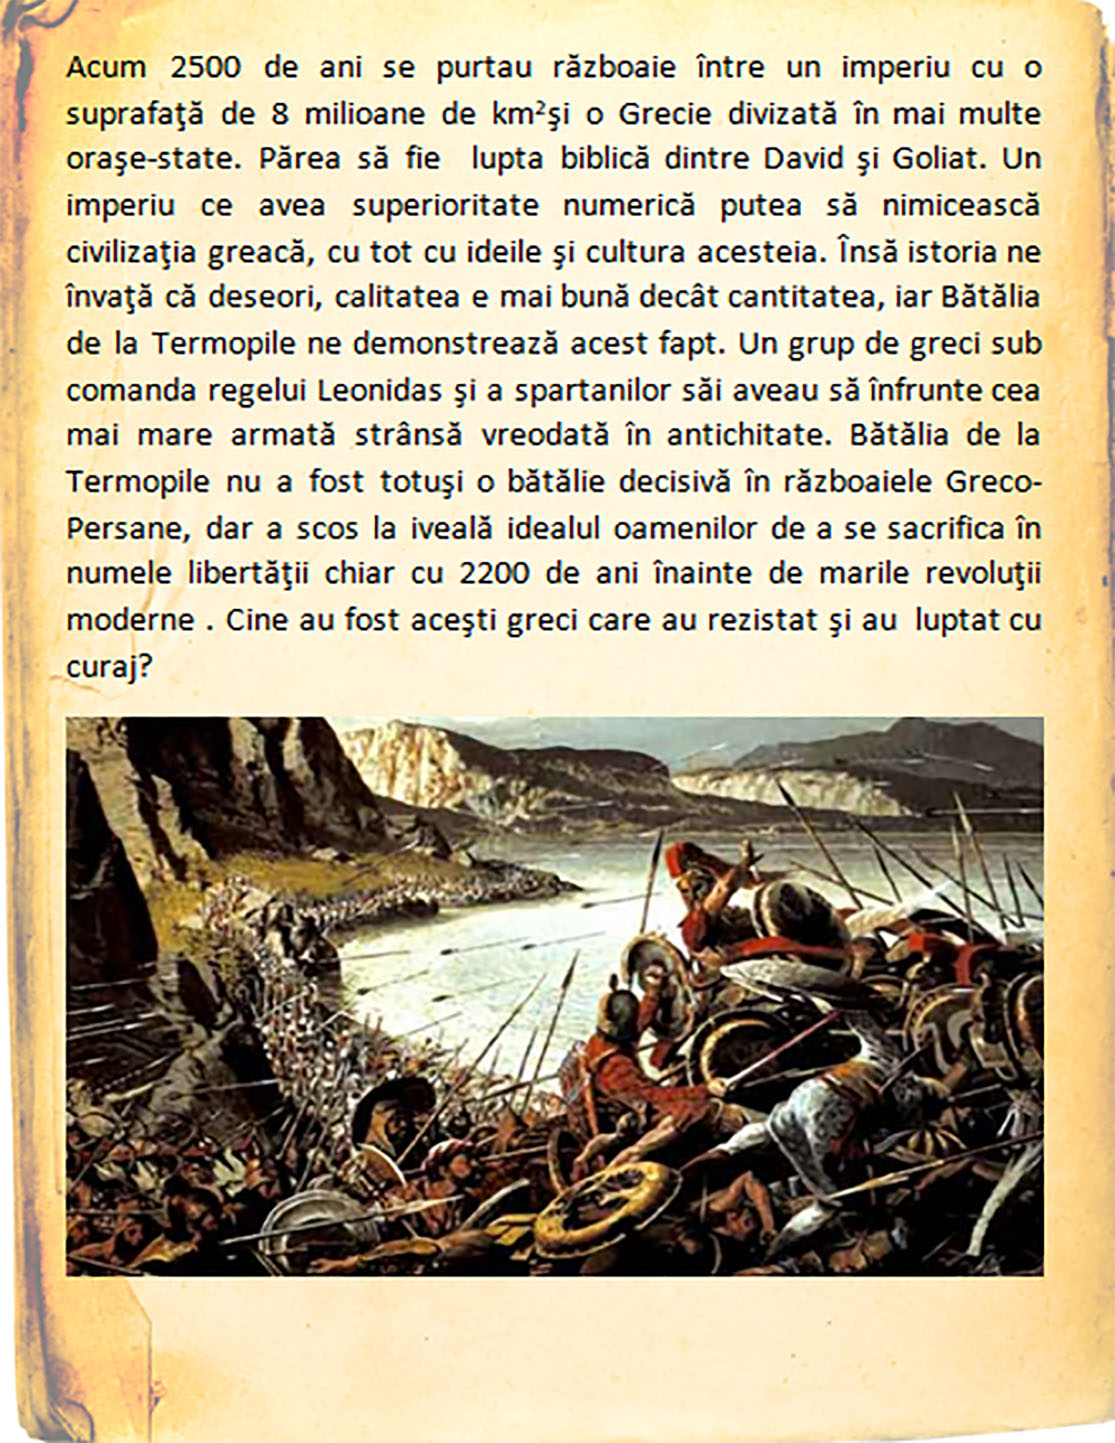 Acum 2500 de ani se purtau războaie între un imperiu cu o
suprafaţă de 8 milioane de km²şi o Grecie divizată în mai multe
oraşe-state. Părea să fie  lupta biblică dintre David şi Goliat. Un
imperiu ce avea superioritate numerică putea să nimicească
civilizaţia greacă, cu tot cu ideile şi cultura acesteia. Însă istoria ne
învaţă că deseori, calitatea e mai bună decât cantitatea, iar Bătălia
de la Termopile ne demonstrează acest fapt. Un grup de greci sub
comanda regelui Leonidas şi a spartanilor săi aveau să înfrunte cea
mai mare armată strânsă vreodată în antichitate. Bătălia de la
Termopile nu a fost totuşi o bătălie decisivă în războaiele Greco-
Persane, dar a scos la iveală idealul oamenilor de a se sacrifica în
numele libertăţii chiar cu 2200 de ani înainte de marile revoluţii
moderne . Cine au fost aceşti greci care au rezistat şi au  luptat cu
curaj?